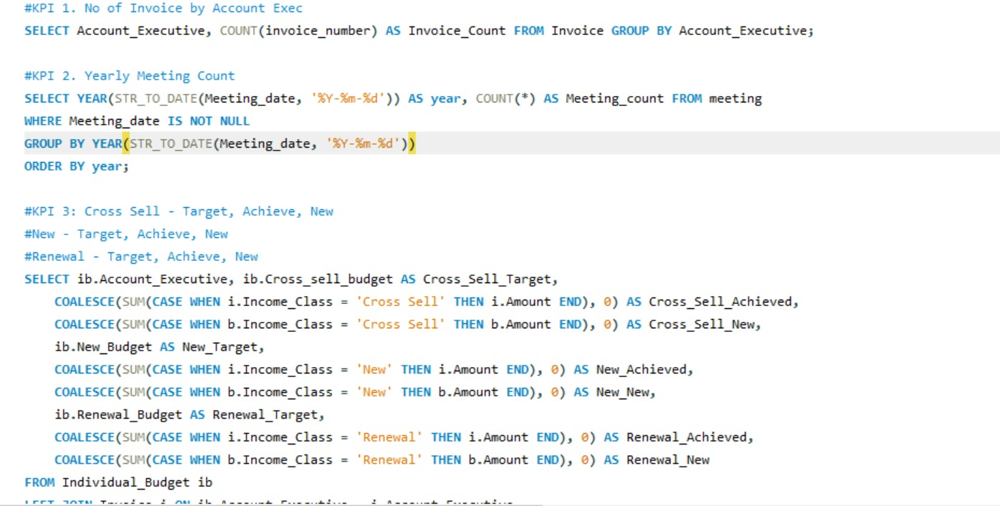 #KPI 1. No of Invoice by Account Exec
SELECT Account_Executive, COUNT(invoice_number) AS Invoice_Count FROM Invoice GROUP BY Account_Executive;
#KPI 2. Yearly Meeting Count
SELECT YEAR(STR_TO_DATE(Meeting_date, '%Y-%m-%d')) AS year, COUNT(*) AS Meeting_count FROM meeting
WHERE Meeting_date IS NOT NULL
GROUP BY YEAR(STR_TO_DATE(Meeting_date, '%Y-%m-%d'))
ORDER BY year;
#KPI 3: Cross Sell - Target, Achieve, New
#New - Target, Achieve, New
#Renewal - Target, Achieve, New
SELECT ib.Account_Executive, ib.Cross_sell_budget AS Cross_Sell_Target,
COALESCE(SUM(CASE WHEN i.Income_Class = 'Cross Sell' THEN i.Amount END), 0) AS Cross_Sell_Achieved,
COALESCE(SUM(CASE WHEN b.Income_Class = 'Cross Sell' THEN b.Amount END), 0) AS Cross_Sell_New,
ib.New_Budget AS New_Target,
COALESCE(SUM(CASE WHEN i.Income_Class = 'New' THEN i.Amount END), 0) AS New_Achieved,
COALESCE(SUM(CASE WHEN b.Income_Class = 'New' THEN b.Amount END), 0) AS New_New,
ib.Renewal_Budget AS Renewal_Target,
COALESCE(SUM(CASE WHEN i.Income_Class = 'Renewal' THEN i.Amount END), 0) AS Renewal_Achieved,
COALESCE(SUM(CASE WHEN b.Income_Class = 'Renewal' THEN b.Amount END), 0) AS Renewal_New
FROM Individual_Budget ib